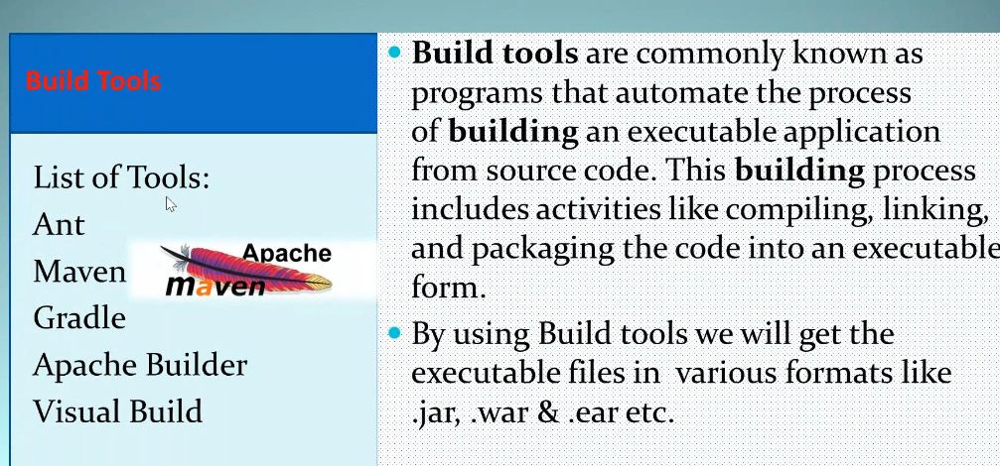 Build Tools
List of Tools:
Ant
Maven
Gradle
Apache Builder
Visual Build
Apache
maven
Build tools are commonly known as
programs that automate the process
of building an executable application
from source code. This building process
includes activities like compiling, linking,
and packaging the code into an executable
form.
By using Build tools we will get the
executable files in various formats like
.jar, .war & .ear etc.